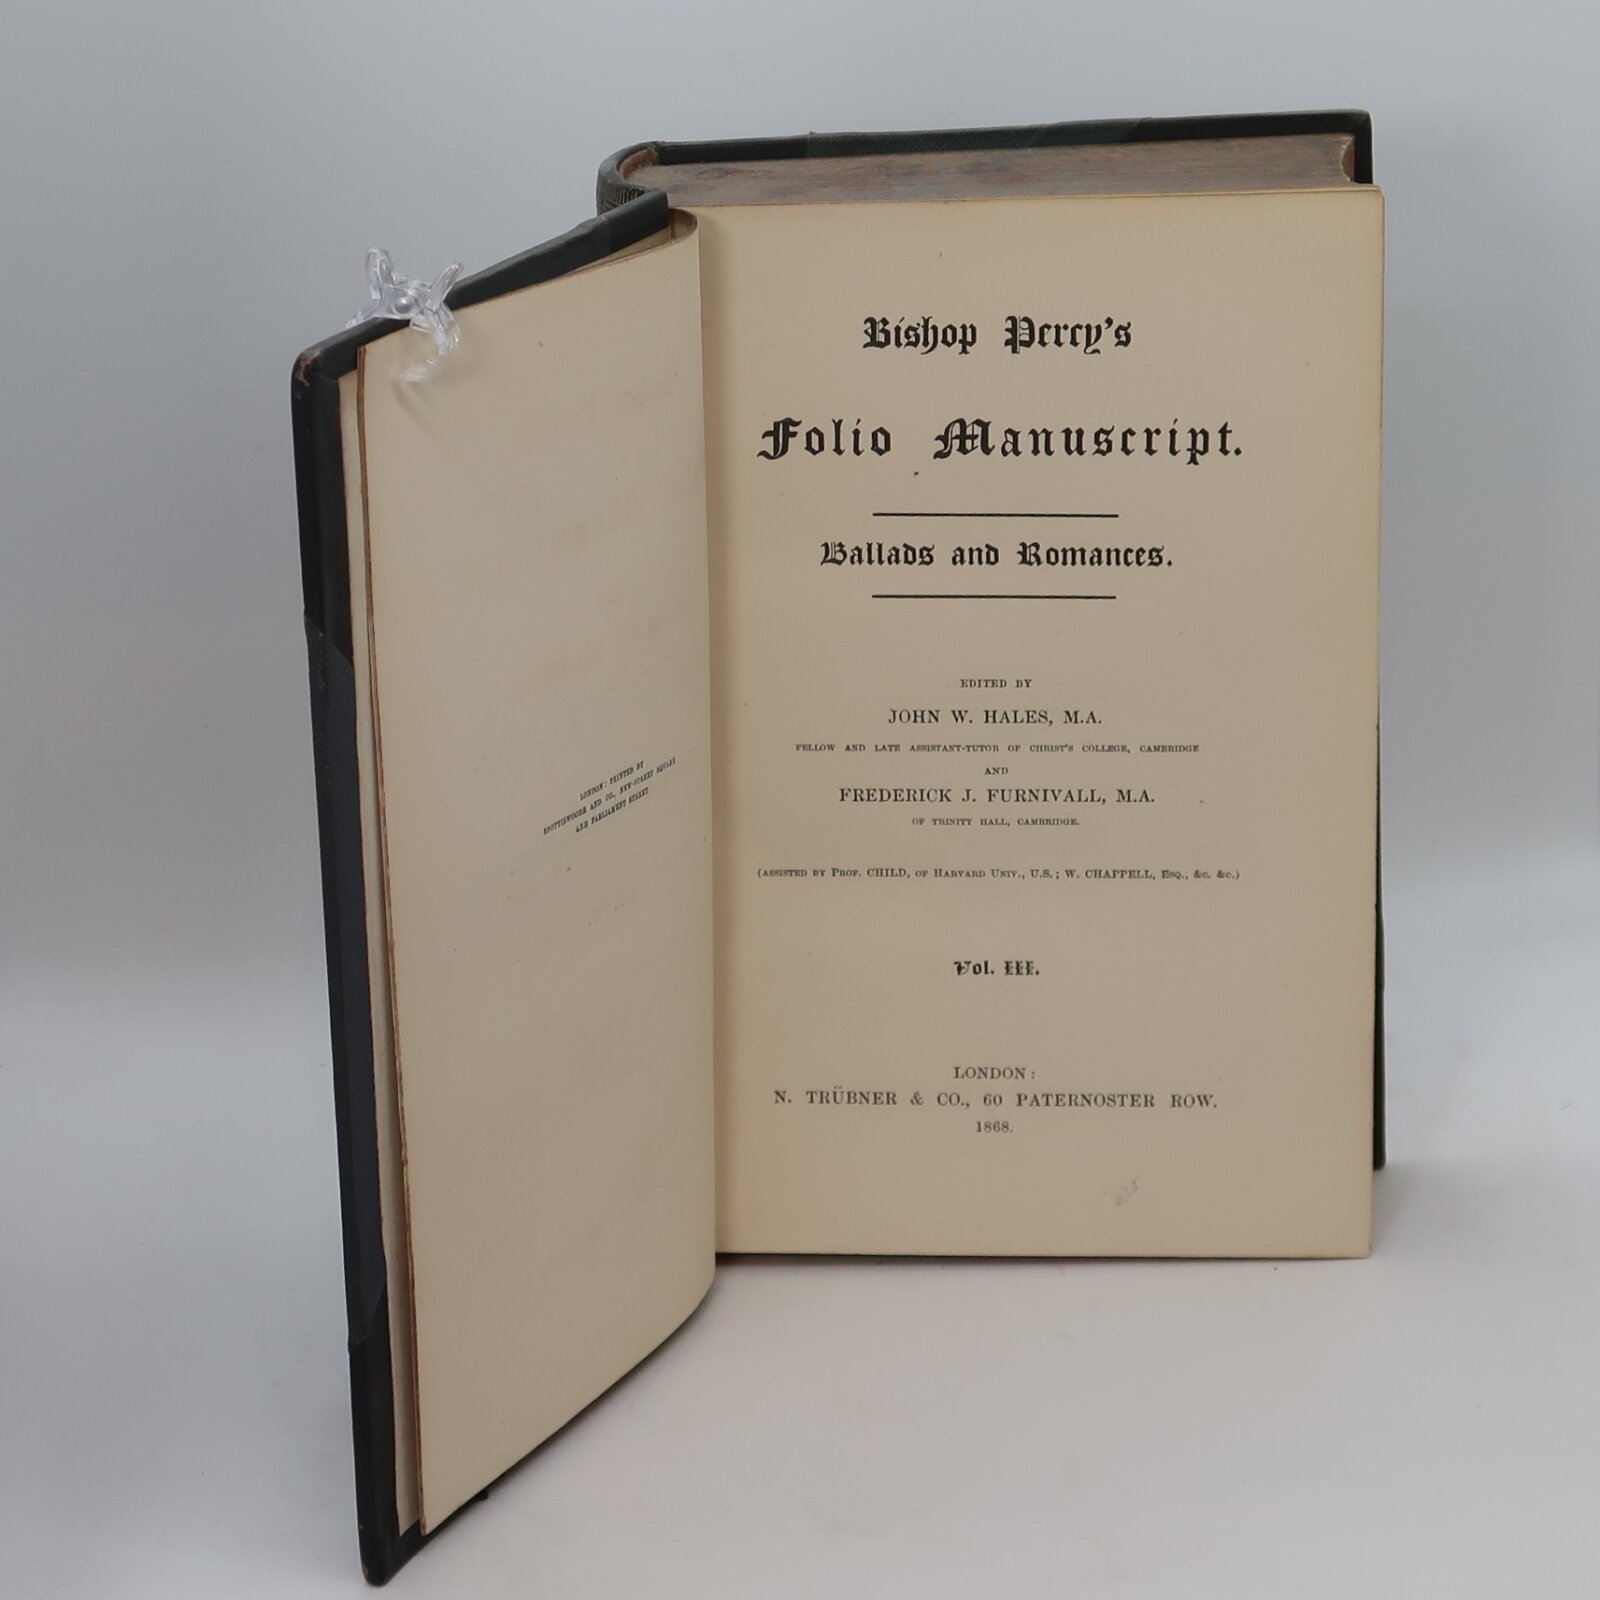 LONDON: PRINTED BY
SPOTTISWOODE AND CO., NEW-STREET SQUARE
AND PARLIAMENT STREET
Bishop Percy's
Folio Manuscript.
Ballads and Romances.
EDITED BY
JOHN W. HALES, M.A.
FELLOW AND LATE ASSISTANT-TUTOR OF CHRIST'S COLLEGE, CAMBRIDGE
AND
FREDERICK J. FURNIVALL, M.A.
OF TRINITY HALL, CAMBRIDGE.
(ASSISTED BY PROF. CHILD, OF HARVARD UNIV., U.S.; W. CHAPPELL, ESQ., &c. &c.)
Vol. III.
LONDON:
N. TRÜBNER & CO., 60 PATERNOSTER ROW.
1868.